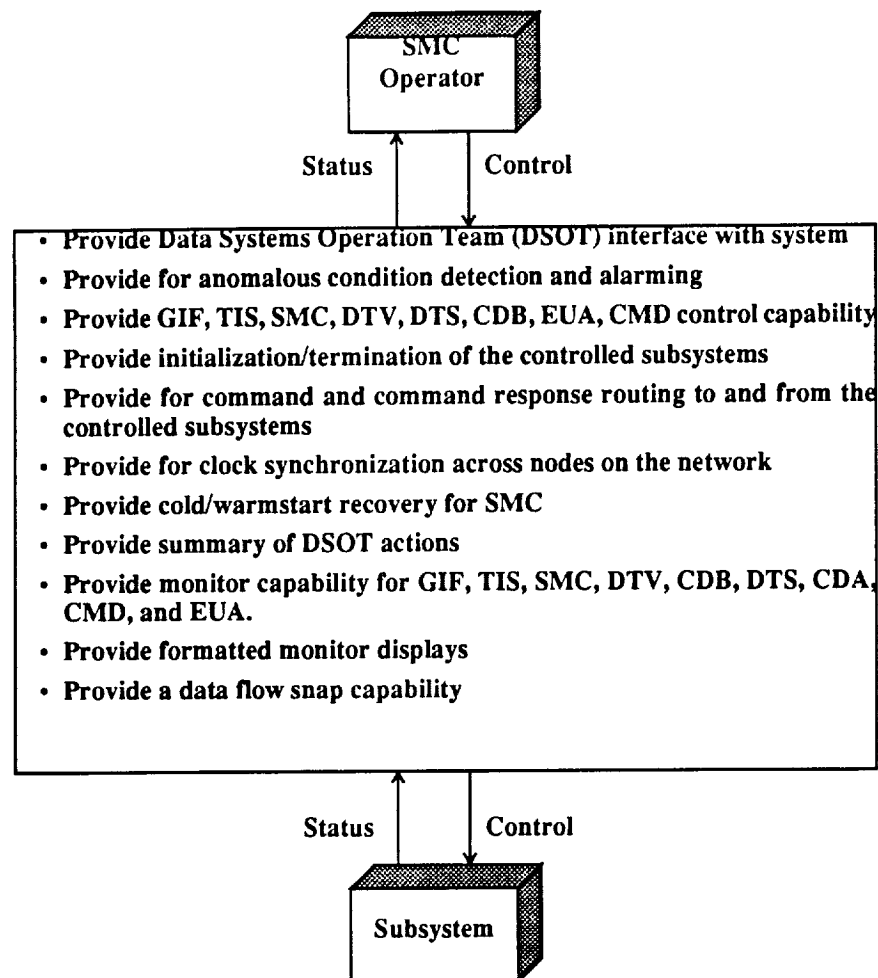 SMC
Operator
Status Control
• Provide Data Systems Operation Team (DSOT) interface with system
• Provide for anomalous condition detection and alarming
• Provide GIF, TIS, SMC, DTV, DTS, CDB, EUA, CMD control capability
• Provide initialization/termination of the controlled subsystems
• Provide for command and command response routing to and from the
controlled subsystems
• Provide for clock synchronization across nodes on the network
• Provide cold/warmstart recovery for SMC
• Provide summary of DSOT actions
• Provide monitor capability for GIF, TIS, SMC, DTV, CDB, DTS, CDA,
CMD, and EUA.
• Provide formatted monitor displays
• Provide a data flow snap capability
Status Control
Subsystem